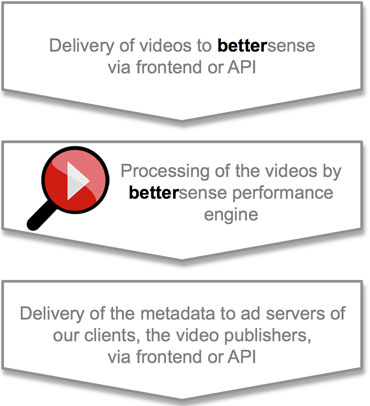 Delivery of videos to bettersense
via frontend or API
Processing of the videos by
bettersense performance
engine
Delivery of the metadata to ad servers of
our clients, the video publishers,
via frontend or API